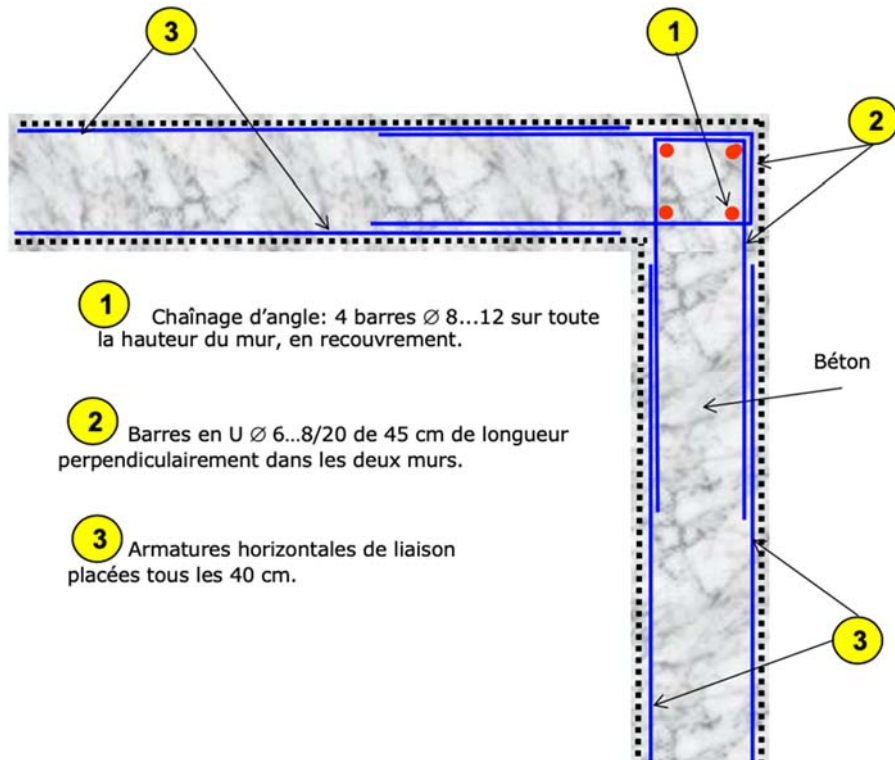 3
1
2
1
Chaînage d’angle: 4 barres ∅ 8...12 sur toute
la hauteur du mur, en recouvrement.
Béton
2
Barres en U ∅ 6...8/20 de 45 cm de longueur
perpendiculairement dans les deux murs.
3
Armatures horizontales de liaison
placées tous les 40 cm.
3